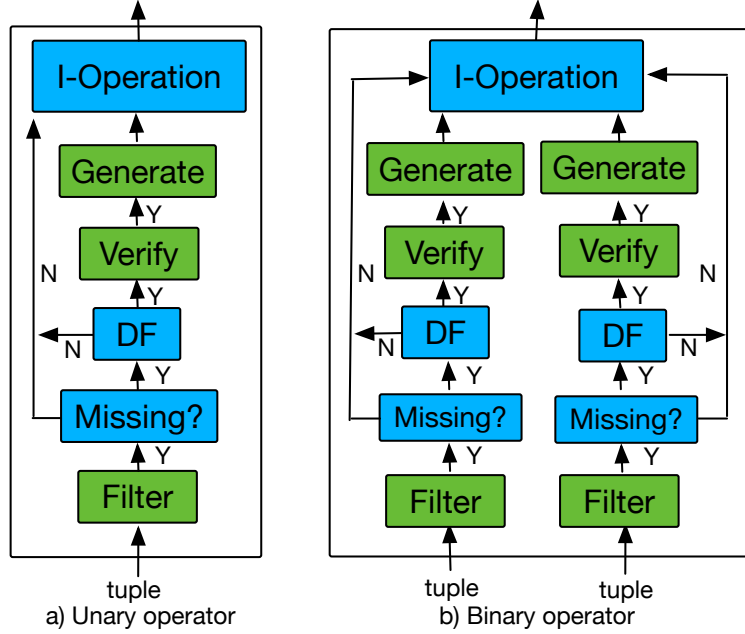 I-Operation
Generate
Y
Verify
N
Y
DF
N
Y
Missing?
Y
Filter
tuple
a) Unary operator
I-Operation
Generate
Generate
Y
Y
Verify
Verify
N
N
Y
Y
DF
DF
N
N
Y
Y
Missing?
Missing?
Y
Y
Filter
Filter
tuple
tuple
b) Binary operator